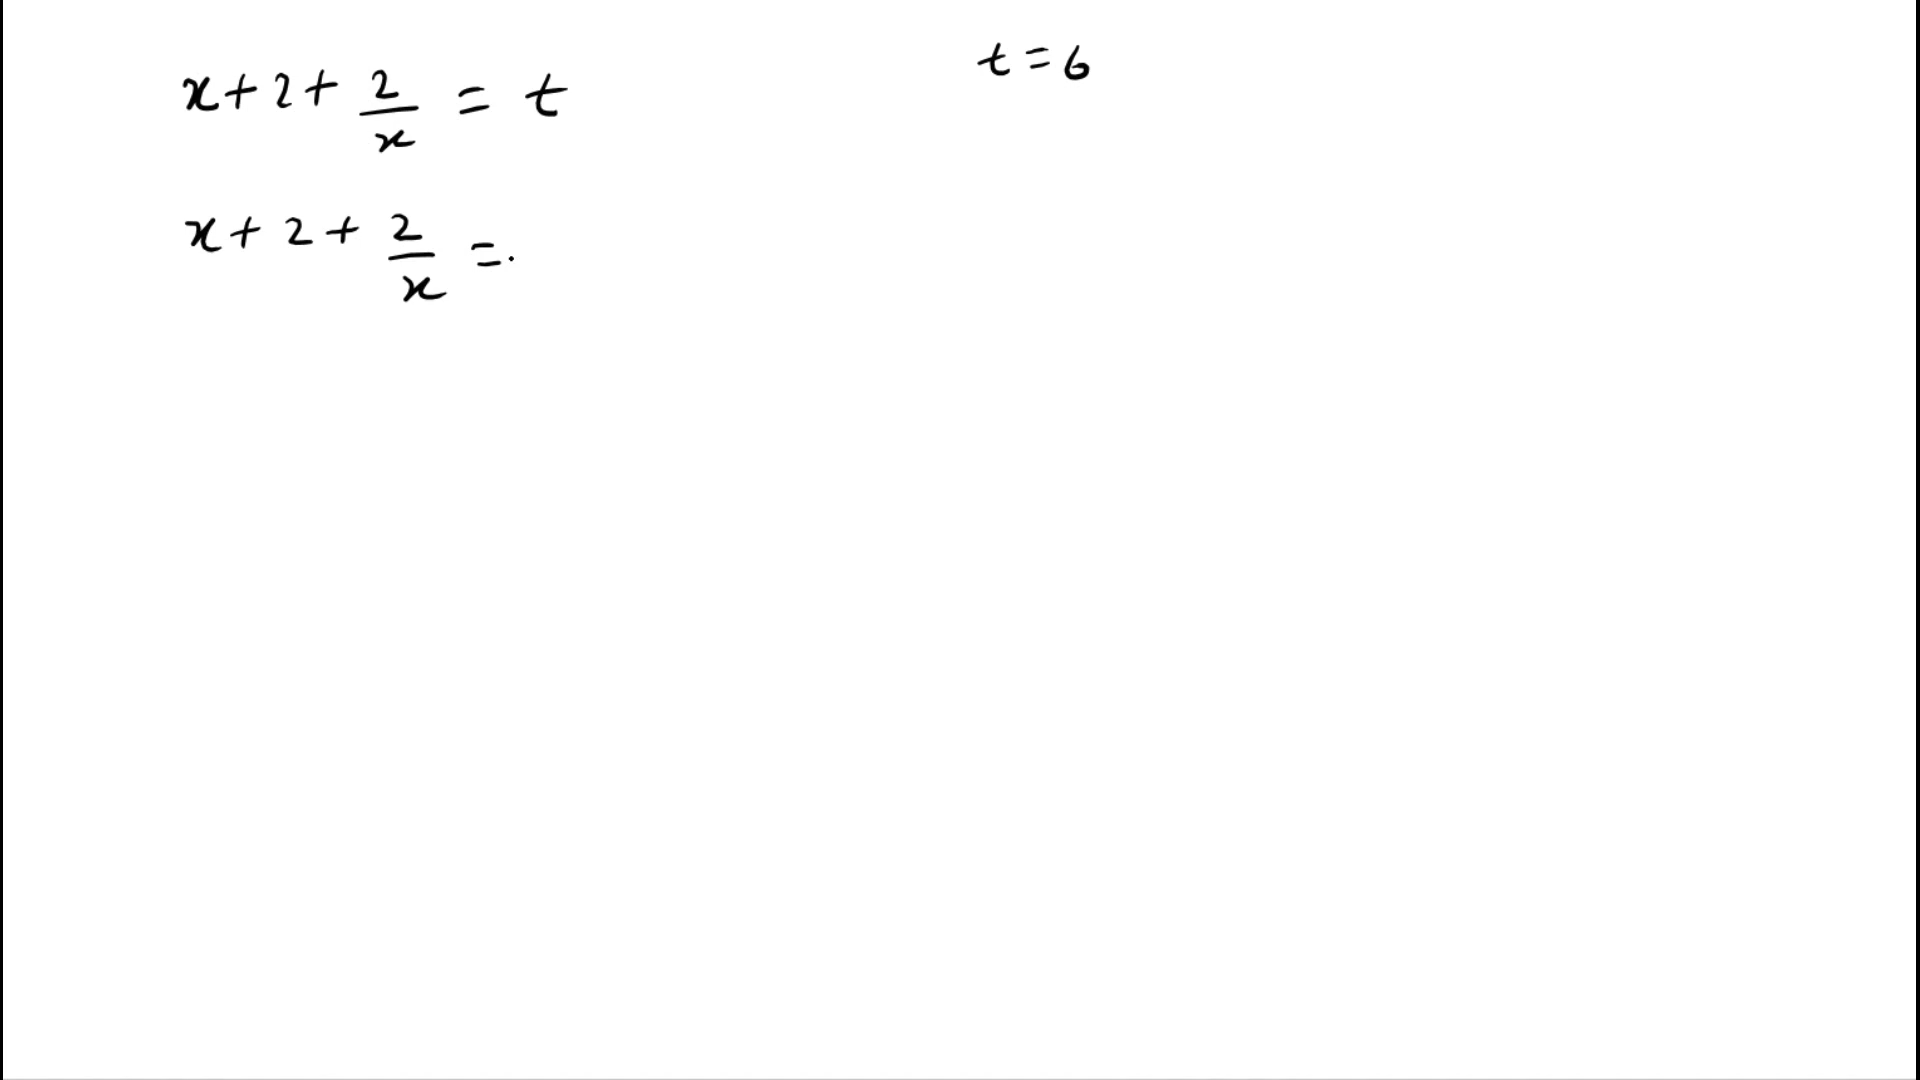 x+2+ 2/x = t
t=6
x+2+ 2/x =